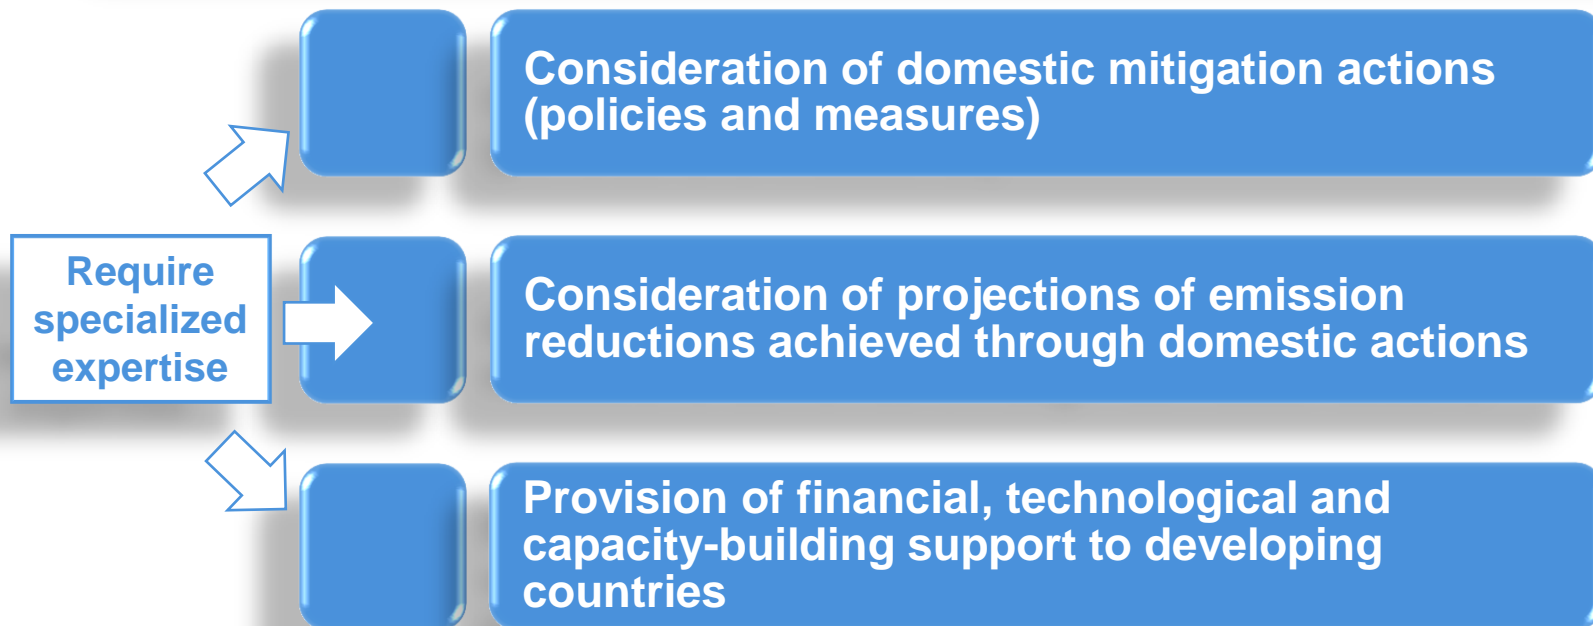 Consideration of domestic mitigation actions
(policies and measures)
Require
specialized
expertise
Consideration of projections of emission
reductions achieved through domestic actions
Provision of financial, technological and
capacity-building support to developing
countries